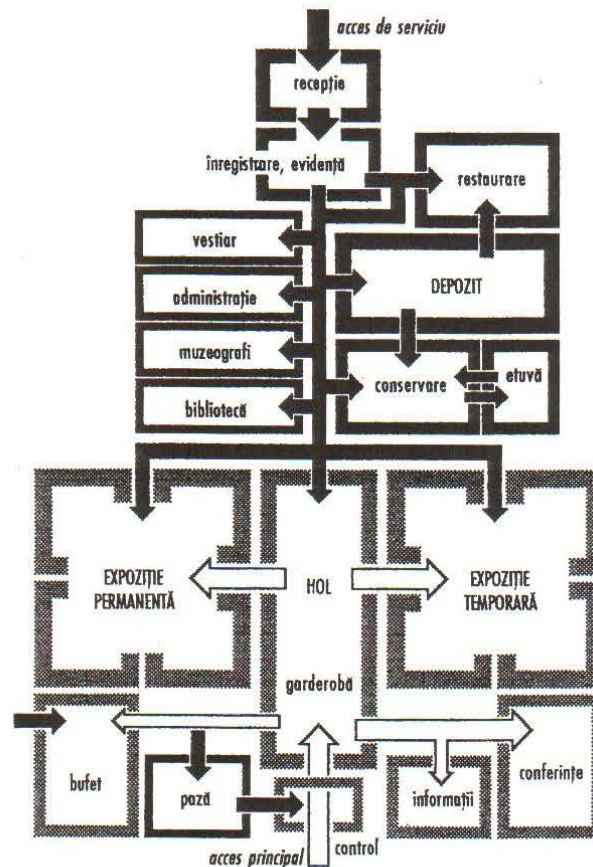 acces de serviciu
recepție
înregistrare, evidență
restaurare
vestiar
DEPOZIT
administrație
muzeografi
conservare
etuvă
bibliotecă
EXPOZIȚIE
PERMANENTĂ
HOL
EXPOZIȚIE
TEMPORARĂ
garderobă
bufet
pază
informații
conferințe
control
acces principal